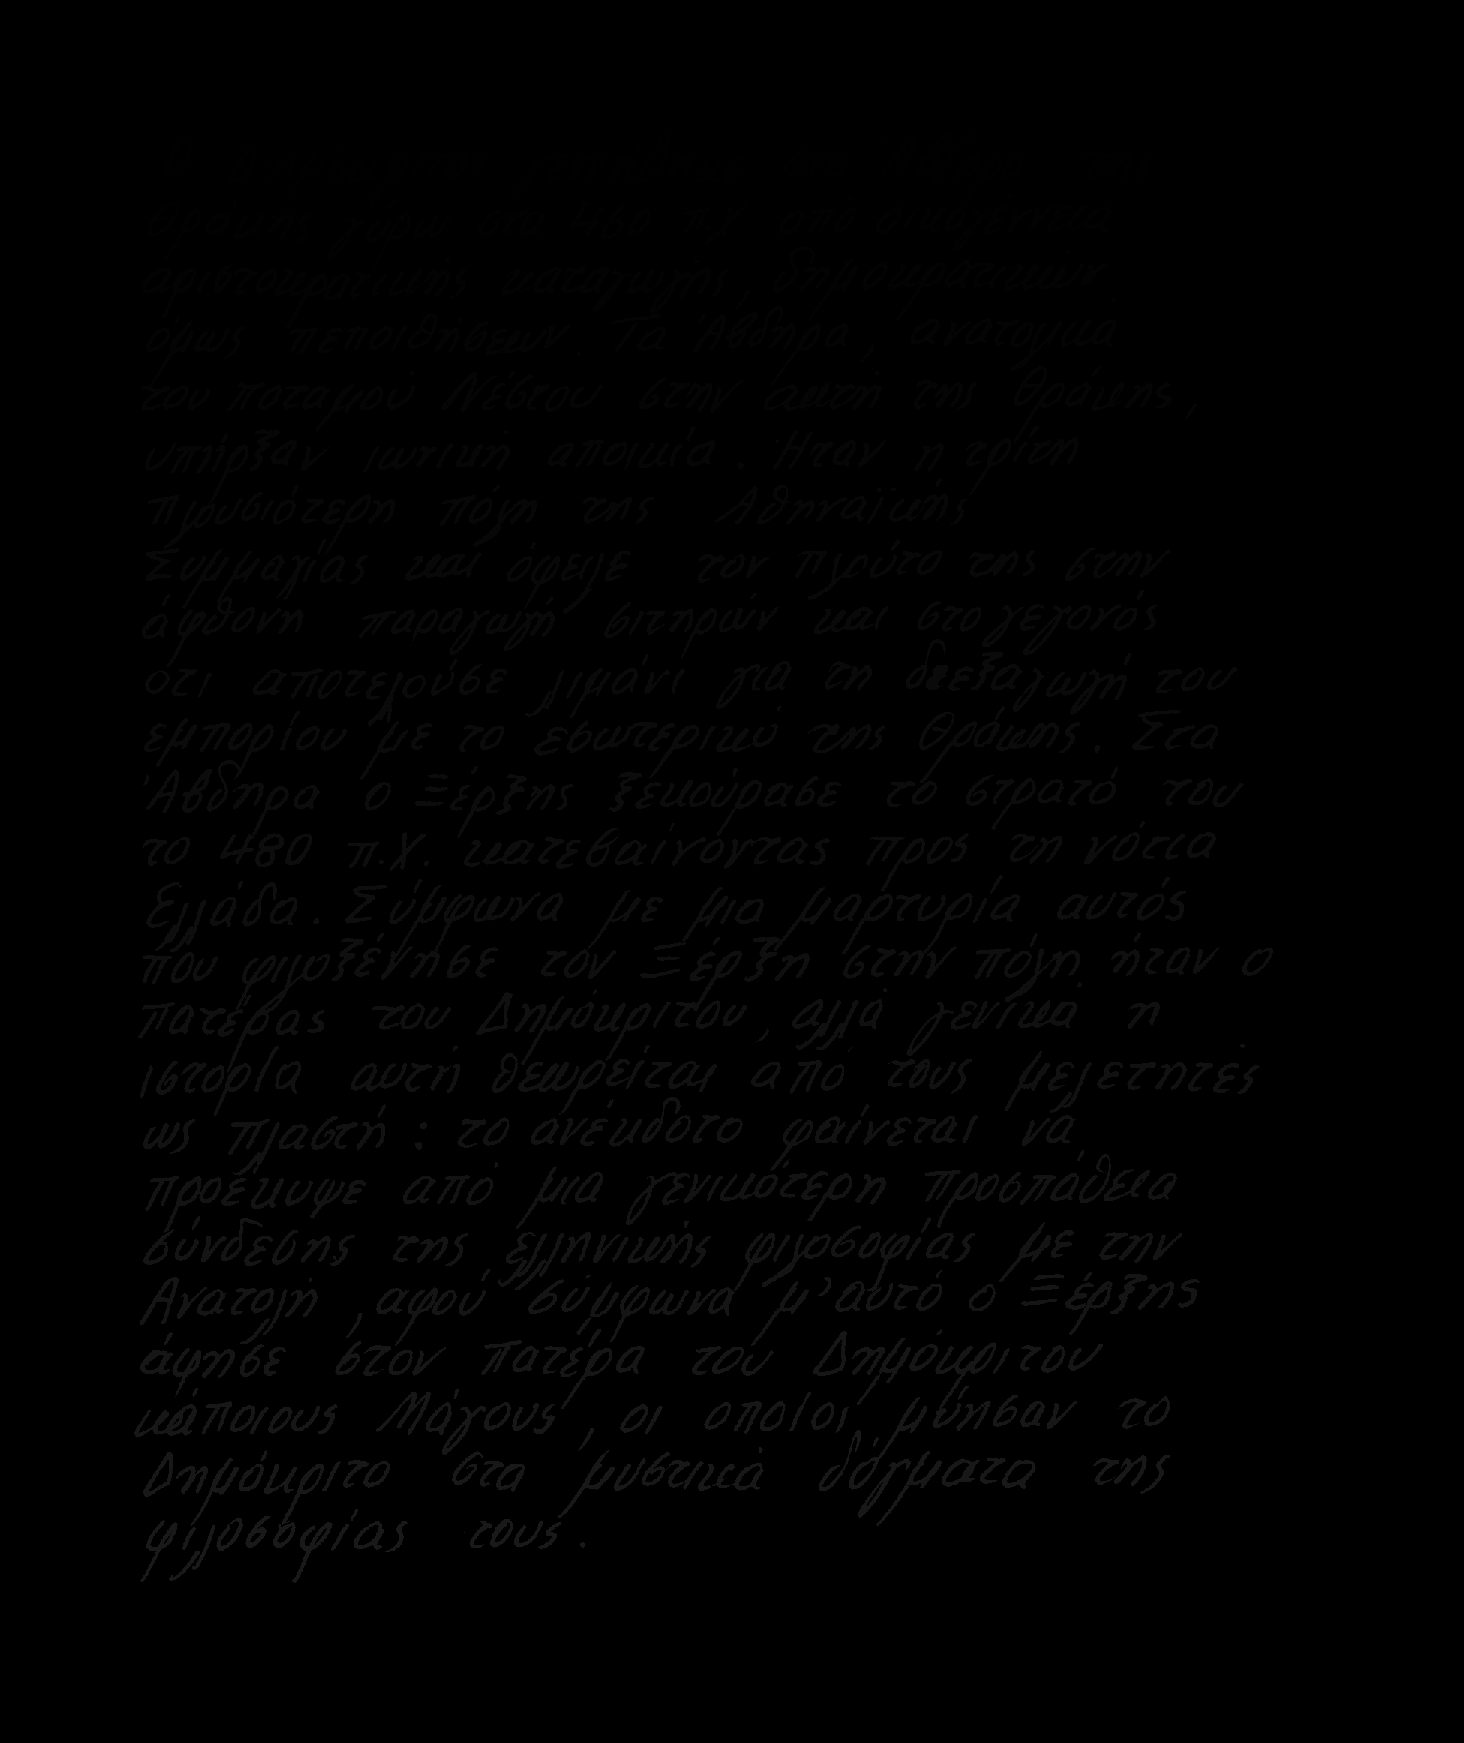 Θράκης γύρω στο 460 π.χ από οικογένεια
αριστοκρατικής καταγωγής, δημοκρατικών
όμως πεποιθήσεων. Τα Άβδηρα, ανατολικά
του ποταμού Νέστου στην ακτή της Θράκης,
υπήρξαν ιωνική αποικία. Ήταν η τρίτη
πλουσιότερη πόλη της Αθηναϊκής
Συμμαχίας και όφειλε τον πλούτο της στην
άφθονη παραγωγή σιτηρών και στο γεγονός
ότι αποτελούσε λιμάνι για τη διεξαγωγή του
εμπορίου με το εσωτερικό της Θράκης. Στα
Άβδηρα ο Ξέρξης ξεκούρασε το στρατό του
το 480 π.Χ. κατεβαίνοντας προς τη νότια
Ελλάδα. Σύμφωνα με μια μαρτυρία αυτός
που φιλοξένησε τον Ξέρξη στην πόλη ήταν ο
πατέρας του Δημόκριτου, αλλά γενικά η
ιστορία αυτή θεωρείται από τους μελετητές
ως πλαστή: το ανέκδοτο φαίνεται να
προέκυψε από μια γενικότερη προσπάθεια
σύνδεσης της ελληνικής φιλοσοφίας με την
Ανατολή, αφού σύμφωνα μ'αυτό ο Ξέρξης
άφησε στον πατέρα του Δημόκριτου
κάποιους Μάγους, οι οποίοι μύησαν το
Δημόκριτο στα μυστικά δόγματα της
φιλοσοφίας τους.